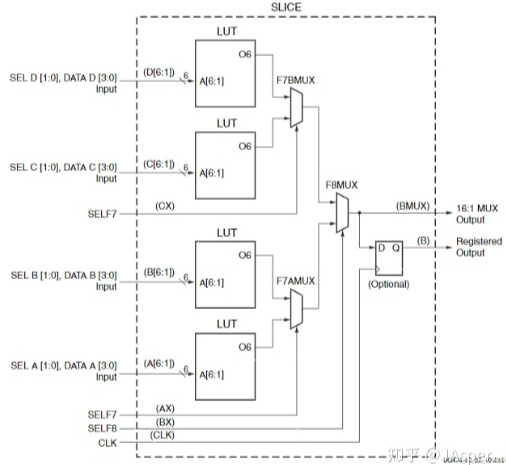 SLICE
LUT
O6
SEL D [1:0], DATA D [3:0]
Input
(D[6:1])
6
A[6:1]
F7BMUX
LUT
O6
SEL C [1:0], DATA C [3:0]
Input
(C[6:1])
6
A[6:1]
F8MUX
SELF7
(CX)
(BMUX)
16:1 MUX
Output
LUT
D Q
(B)
Registered
Output
O6
SEL B [1:0], DATA B [3:0]
Input
(B[6:1])
6
A[6:1]
F7AMUX
(Optional)
LUT
O6
SEL A [1:0], DATA A [3:0]
Input
(A[6:1])
6
A[6:1]
SELF7
(AX)
SELF8
(BX)
CLK
(CLK)
知乎 @JAsper